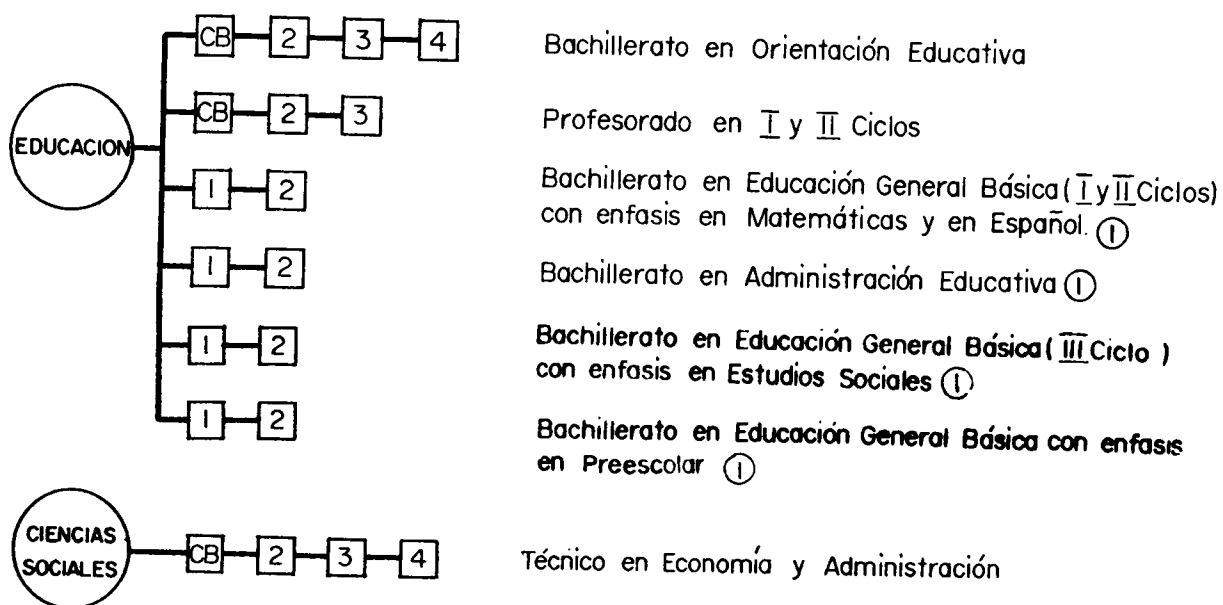 CB 2 3 4 Bachillerato en Orientación Educativa
CB 2 3 Profesorado en I y II Ciclos
EDUCACION
1 2 Bachillerato en Educación General Básica (I y II Ciclos)
con enfasis en Matemáticas y en Español. ①
1 2 Bachillerato en Administración Educativa ①
1 2 Bachillerato en Educación General Básica (III Ciclo )
con enfasis en Estudios Sociales ①
1 2 Bachillerato en Educación General Básica con enfasis
en Preescolar ①
CIENCIAS
SOCIALES
CB 2 3 4 Técnico en Economía y Administración